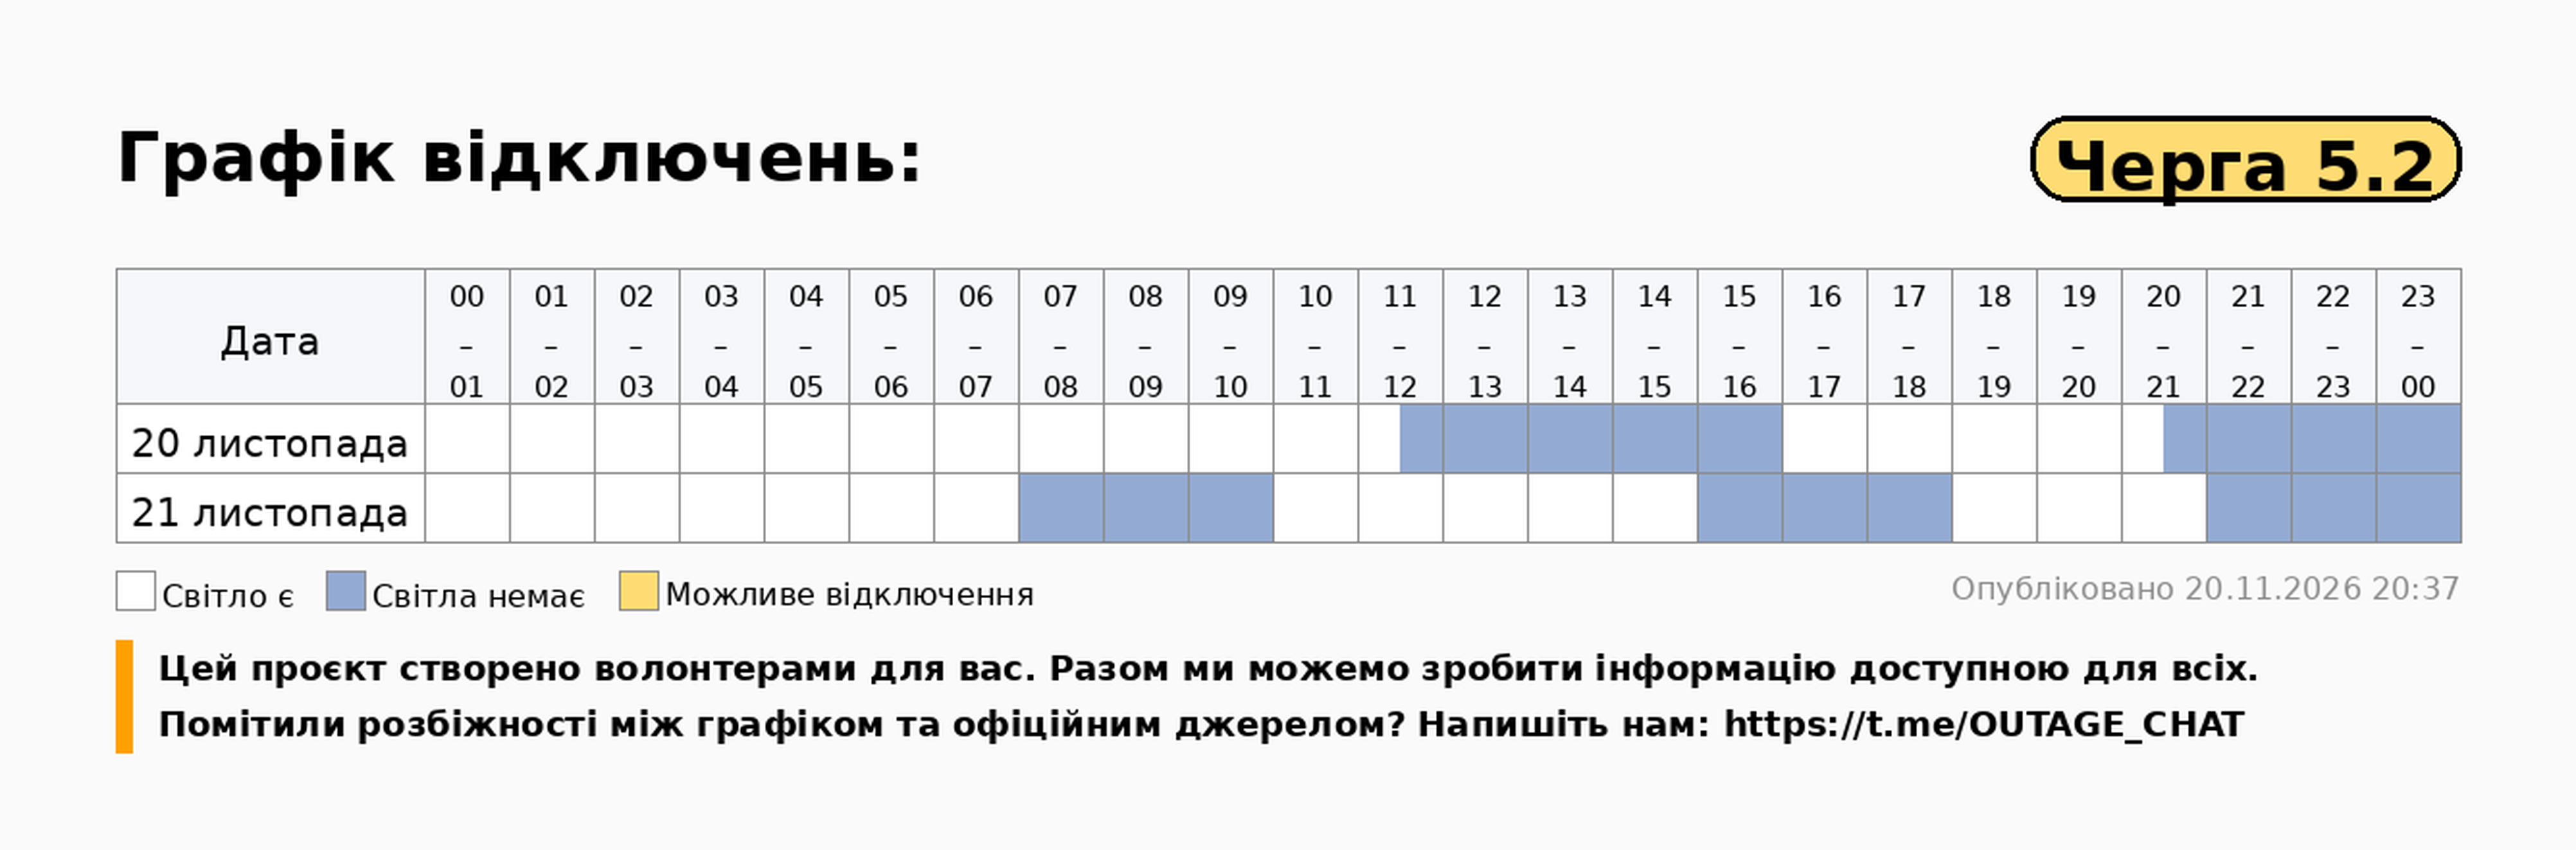 Графік відключень:
Черга 5.2
Дата
00 – 01
01 – 02
02 – 03
03 – 04
04 – 05
05 – 06
06 – 07
07 – 08
08 – 09
09 – 10
10 – 11
11 – 12
12 – 13
13 – 14
14 – 15
15 – 16
16 – 17
17 – 18
18 – 19
19 – 20
20 – 21
21 – 22
22 – 23
23 – 00
20 листопада
21 листопада
Світло є Світла немає Можливе відключення
Опубліковано 20.11.2026 20:37
Цей проєкт створено волонтерами для вас. Разом ми можемо зробити інформацію доступною для всіх.
Помітили розбіжності між графіком та офіційним джерелом? Напишіть нам: https://t.me/OUTAGE_CHAT